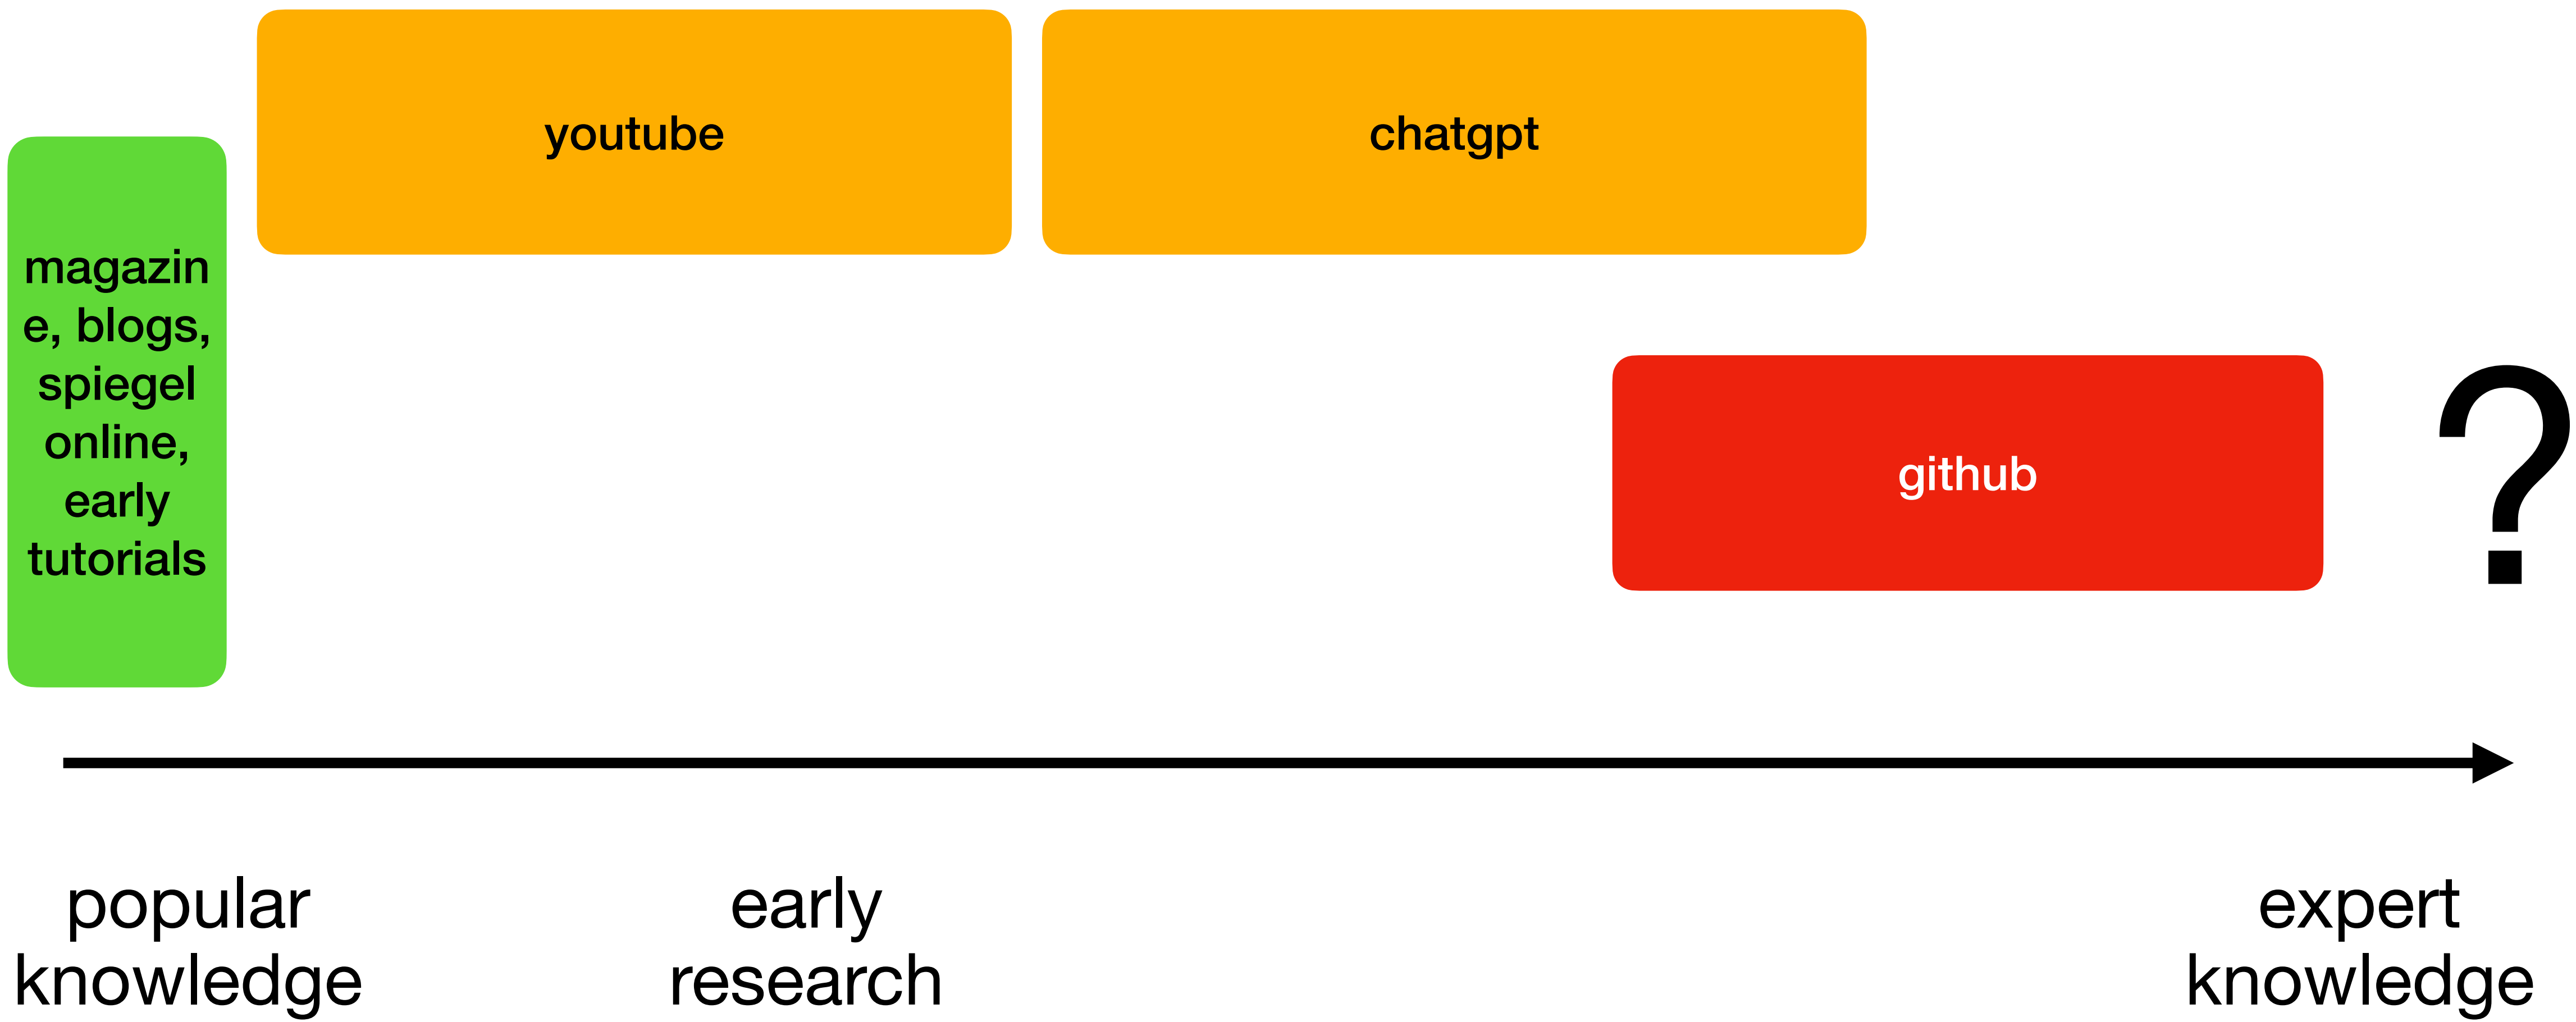 youtube
chatgpt
magazin
e, blogs,
spiegel
online,
early
tutorials
github
?
popular
knowledge
early
research
expert
knowledge